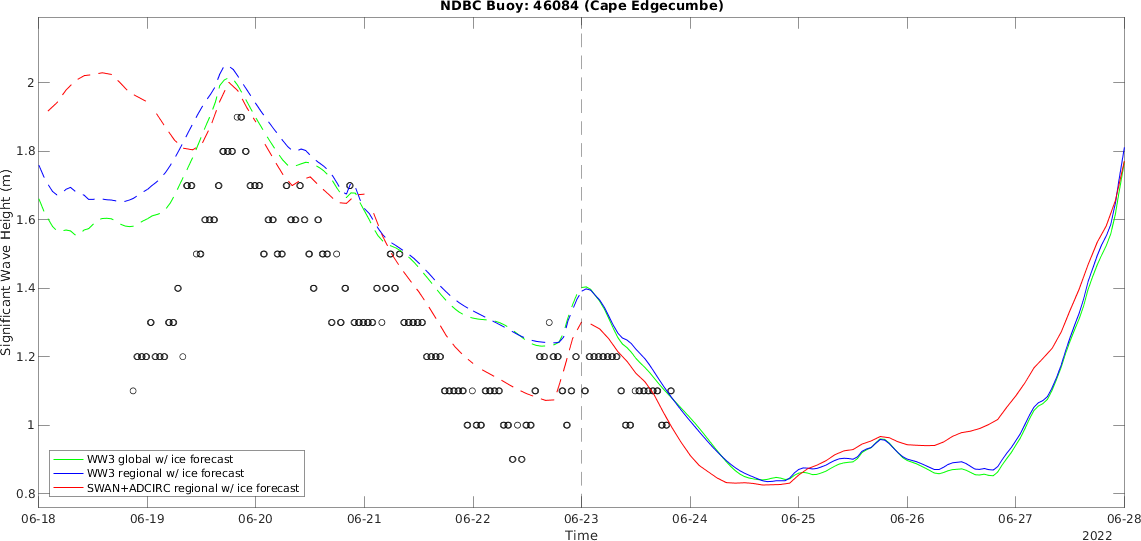 NDBC Buoy: 46084 (Cape Edgecumbe)
Significant Wave Height (m)
2
1.8
1.6
1.4
1.2
1
0.8
WW3 global w/ ice forecast
WW3 regional w/ ice forecast
SWAN+ADCIRC regional w/ ice forecast
06-18 06-19 06-20 06-21 06-22 06-23 06-24 06-25 06-26 06-27 06-28
Time
2022